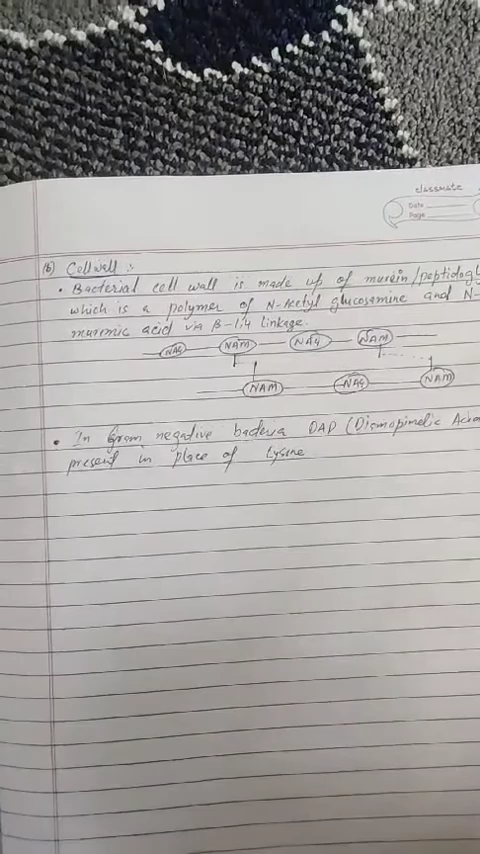 classmate
Date
Page
(b) Cell wall :-
• Bacterial cell wall is made up of murein/peptidogl
which is a polymer of N-Acetyl glucosamine and N-
muramic acid via β-1,4 linkage.
NAG NAM NAG NAM
NAM NAG NAM
• In Gram negative bacteria DAP (Diamopimelic Acid
present in place of Lysine